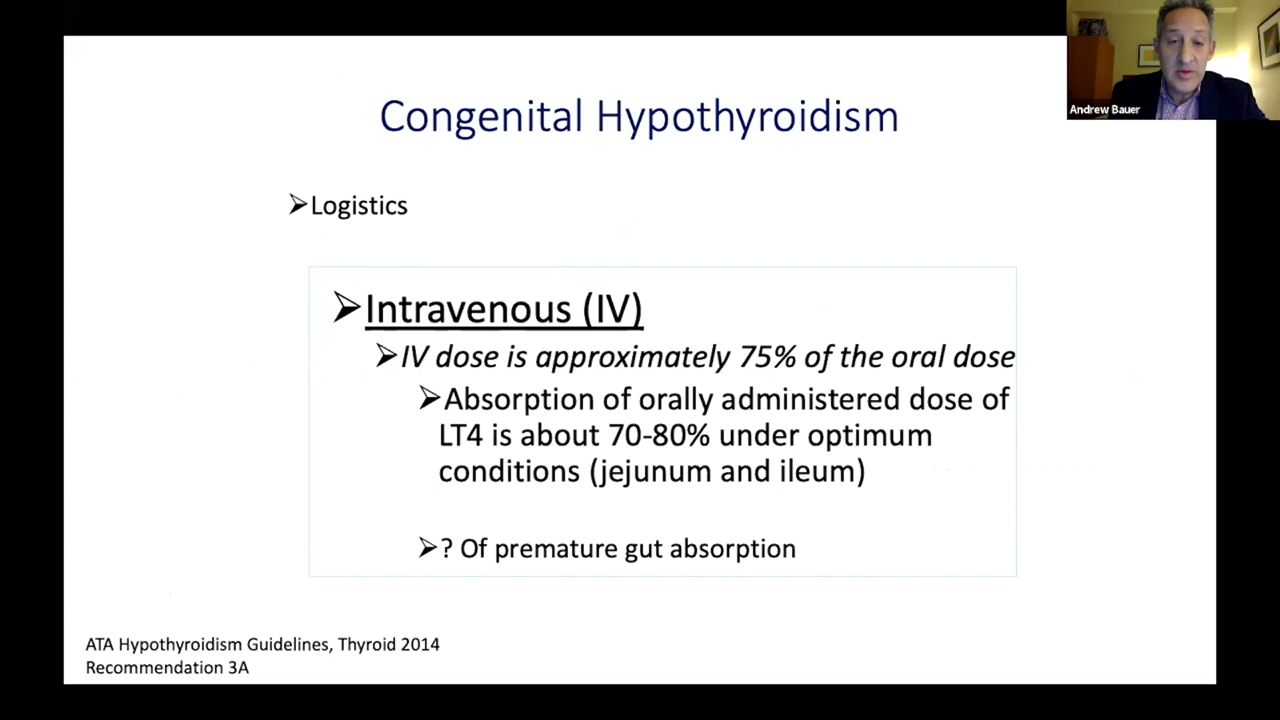 Andrew Bauer
Congenital Hypothyroidism
➢Logistics
➢Intravenous (IV)
➢IV dose is approximately 75% of the oral dose
➢Absorption of orally administered dose of
LT4 is about 70-80% under optimum
conditions (jejunum and ileum)
➢? Of premature gut absorption
ATA Hypothyroidism Guidelines, Thyroid 2014
Recommendation 3A